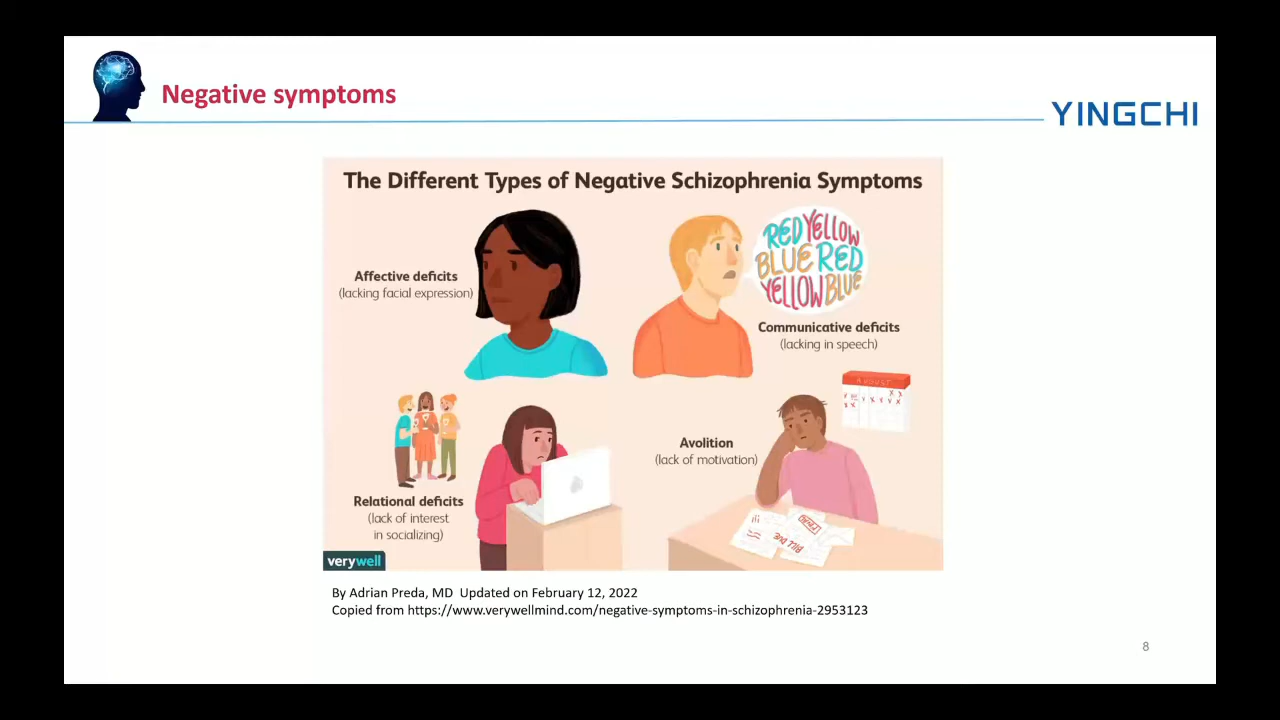 Negative symptoms
YINGCHI
The Different Types of Negative Schizophrenia Symptoms
Affective deficits
(lacking facial expression)
RED YELLOW
BLUE RED
YELLOW BLUE
Communicative deficits
(lacking in speech)
AUGUST
Avolition
(lack of motivation)
Relational deficits
(lack of interest
in socializing)
BILL DUE
verywell
By Adrian Preda, MD Updated on February 12, 2022
Copied from https://www.verywellmind.com/negative-symptoms-in-schizophrenia-2953123
8